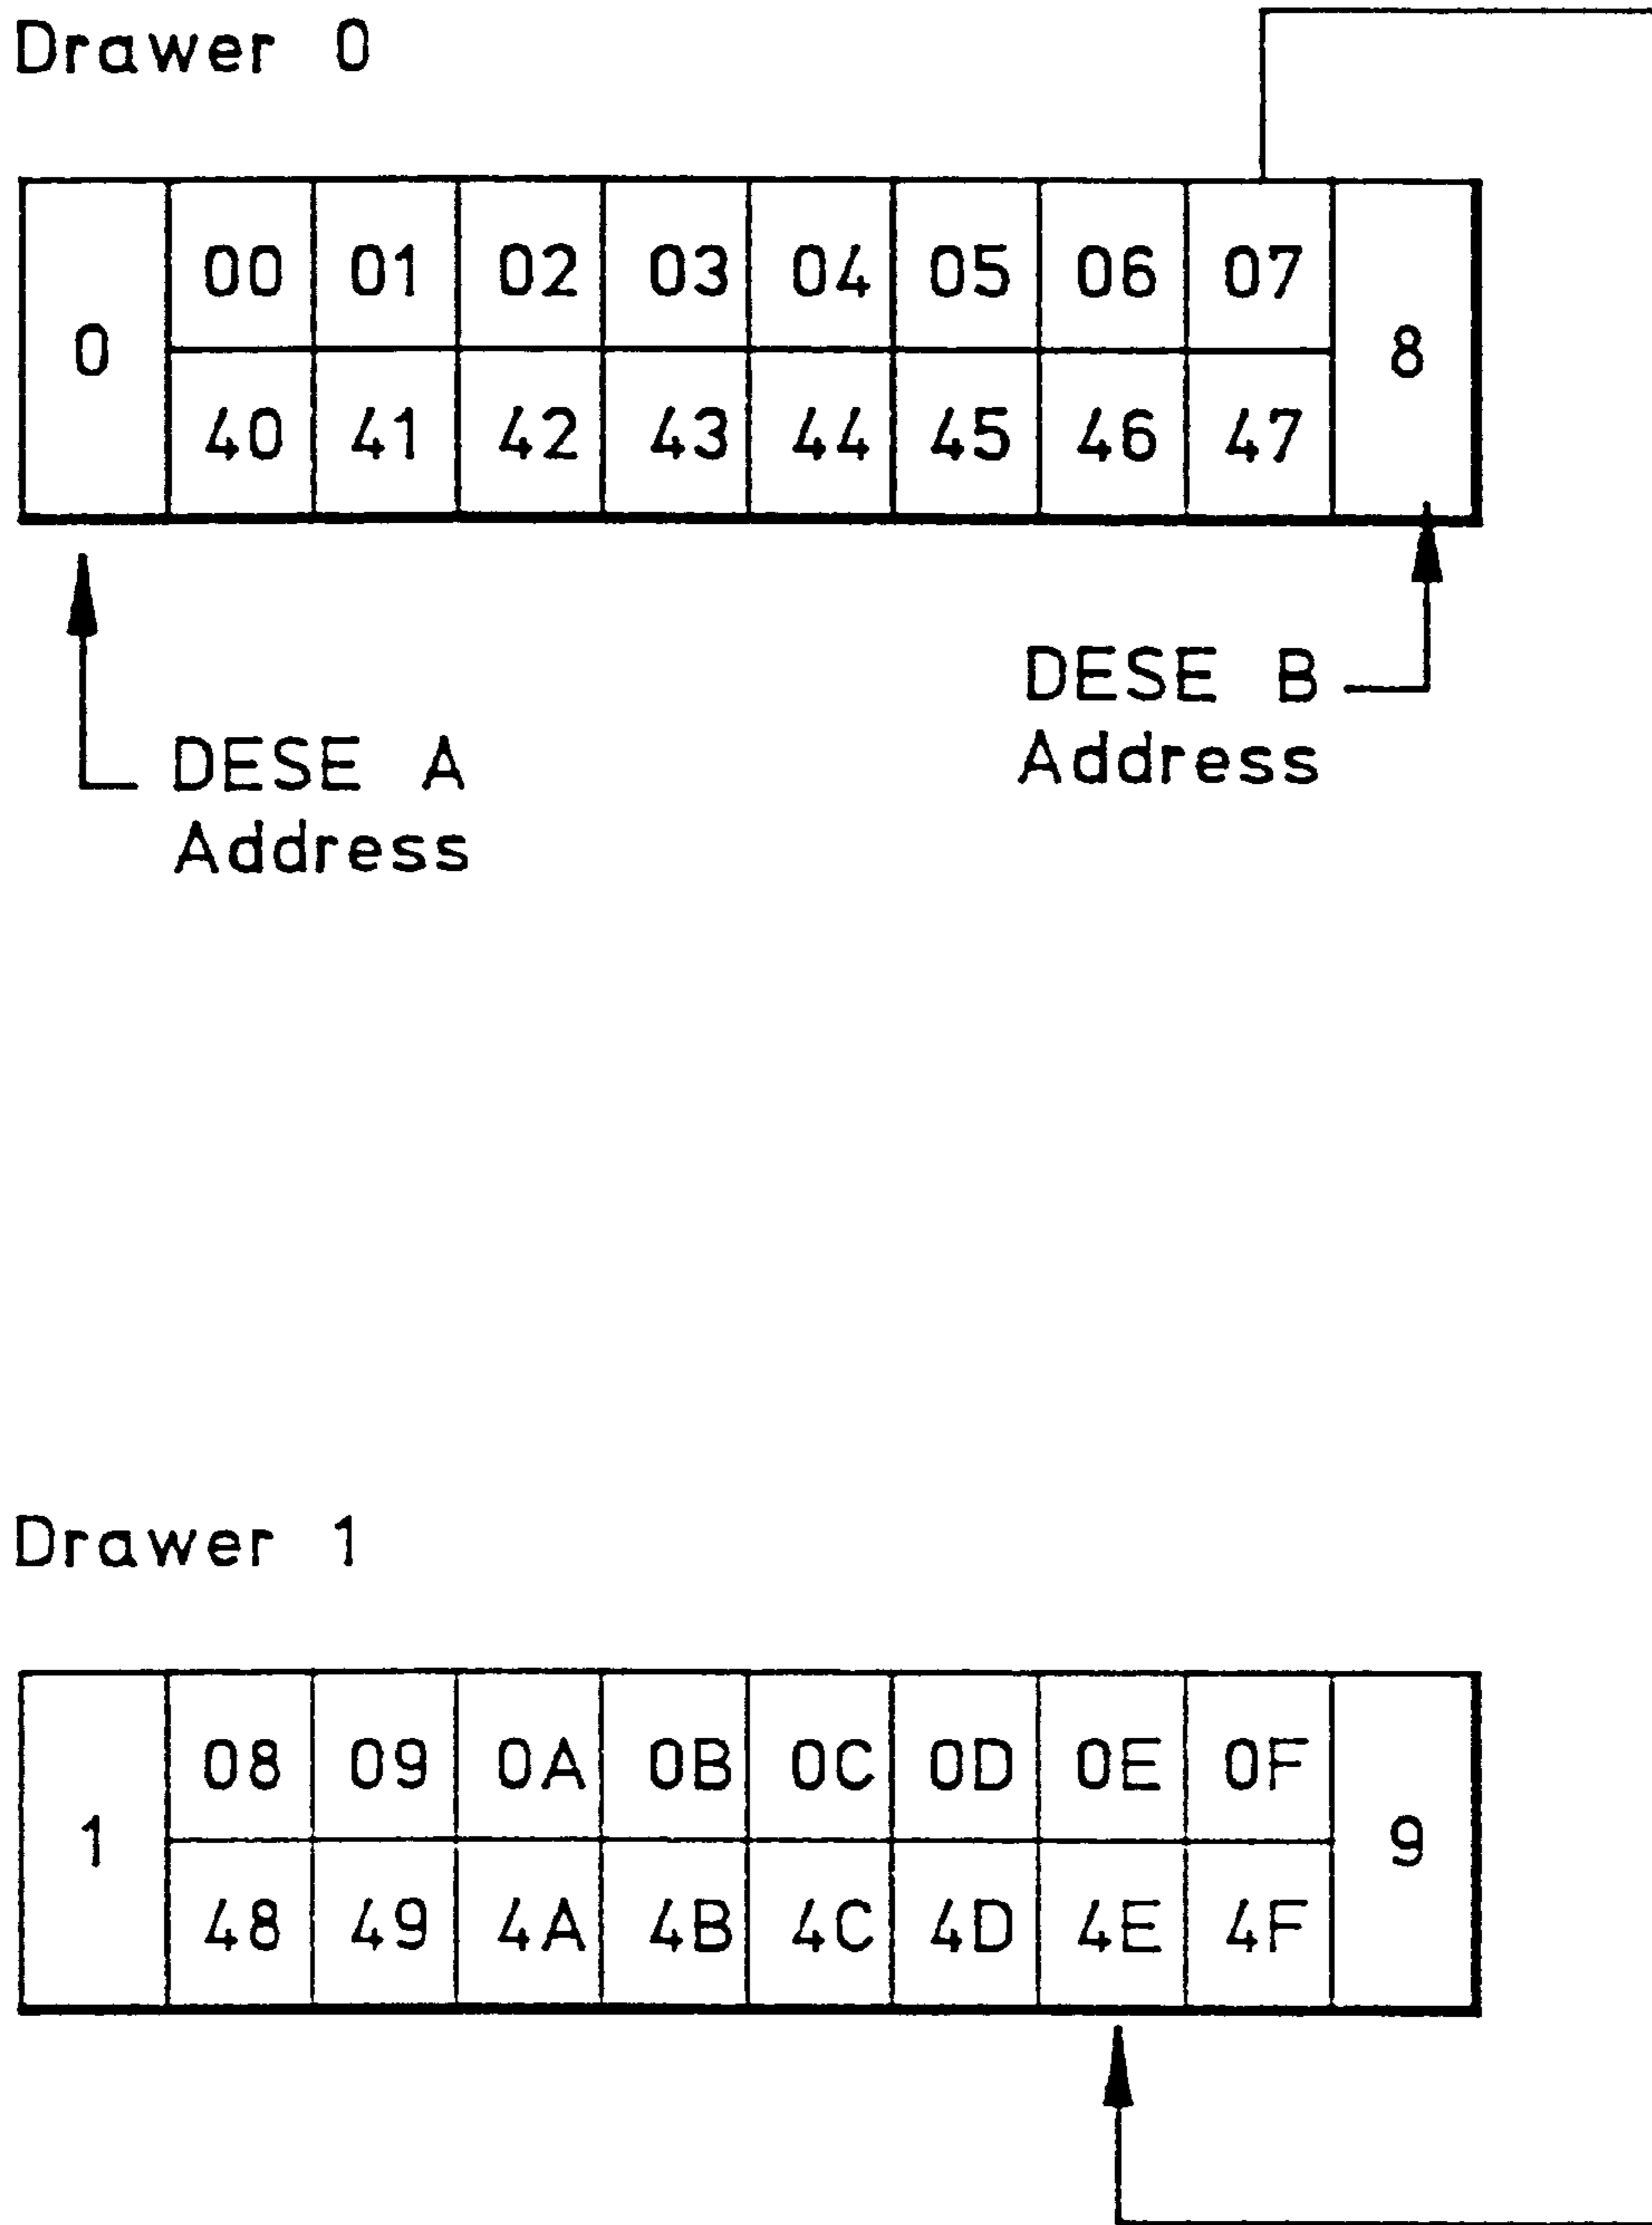 Drawer 0
00 01 02 03 04 05 06 07
0 8
40 41 42 43 44 45 46 47
DESE B
Address
DESE A
Address
Drawer 1
08 09 0A 0B 0C 0D 0E 0F
1 9
48 49 4A 4B 4C 4D 4E 4F